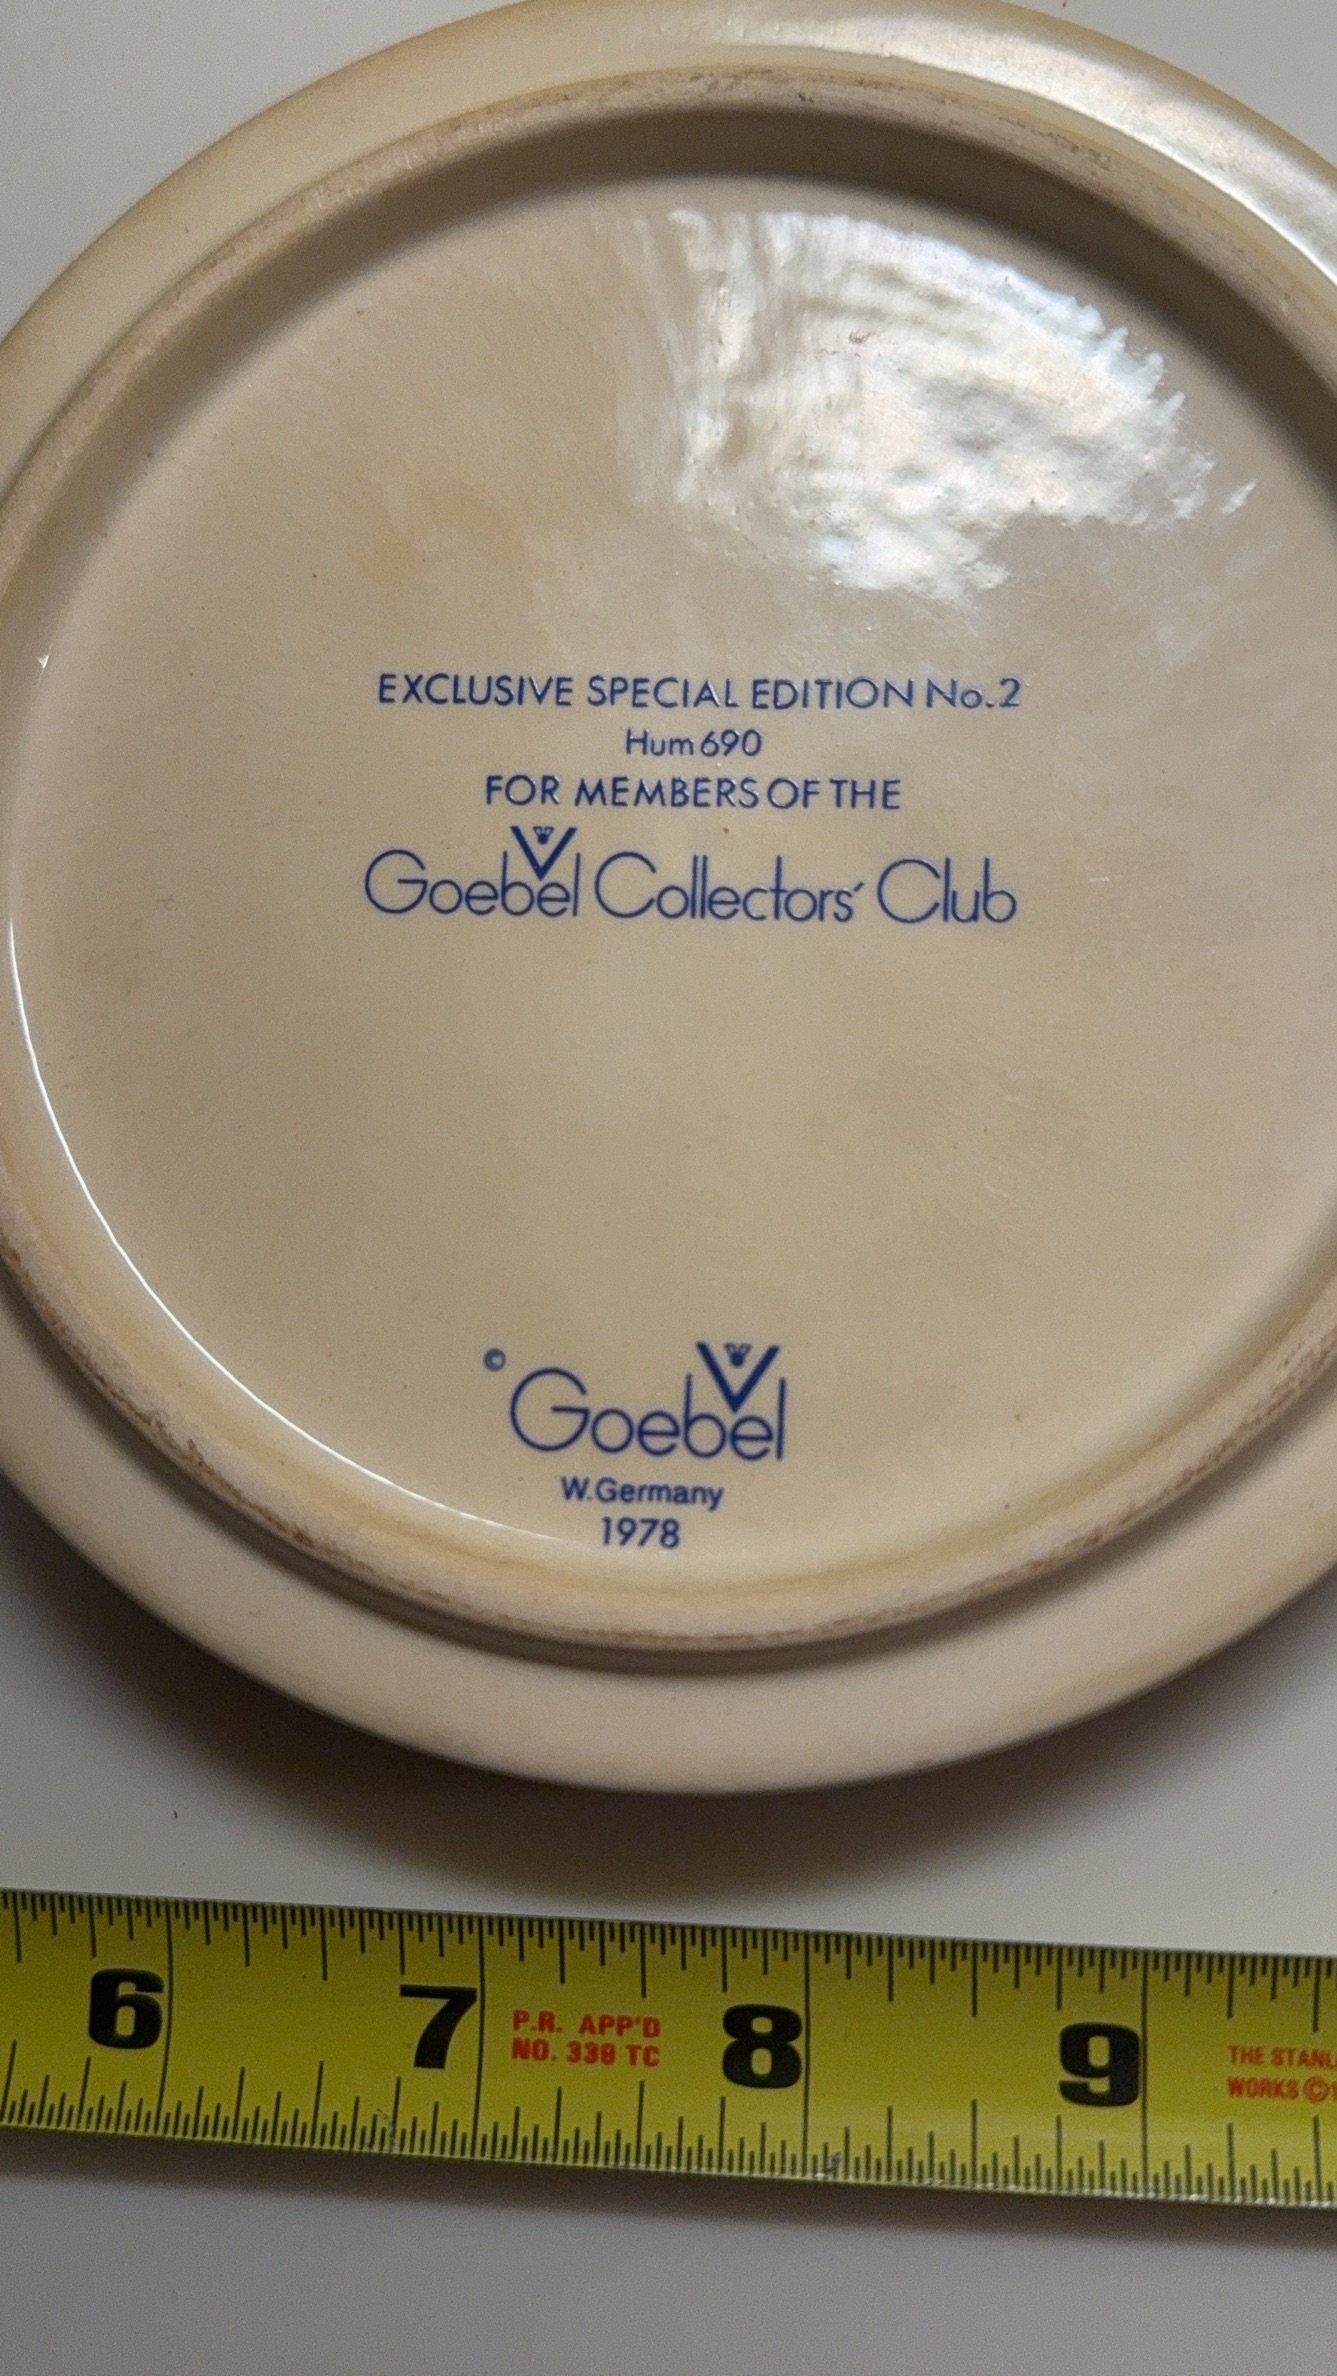 EXCLUSIVE SPECIAL EDITION No.2
Hum 690
FOR MEMBERS OF THE
Goebel Collectors' Club
© Goebel
W.Germany
1978
6 7 8 9
P.R. APP'D
NO. 339 TC
THE STANL
WORKS ©